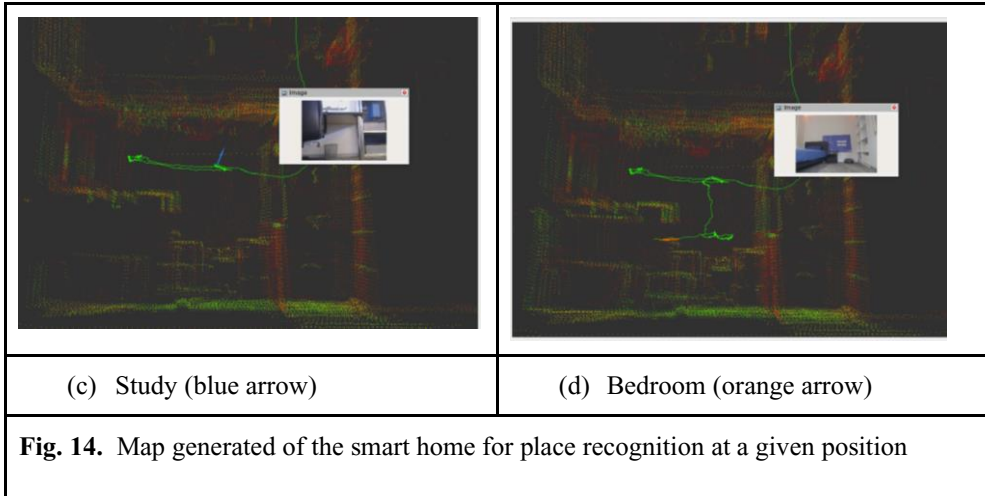 Image
Image
(c) Study (blue arrow)
(d) Bedroom (orange arrow)
Fig. 14. Map generated of the smart home for place recognition at a given position